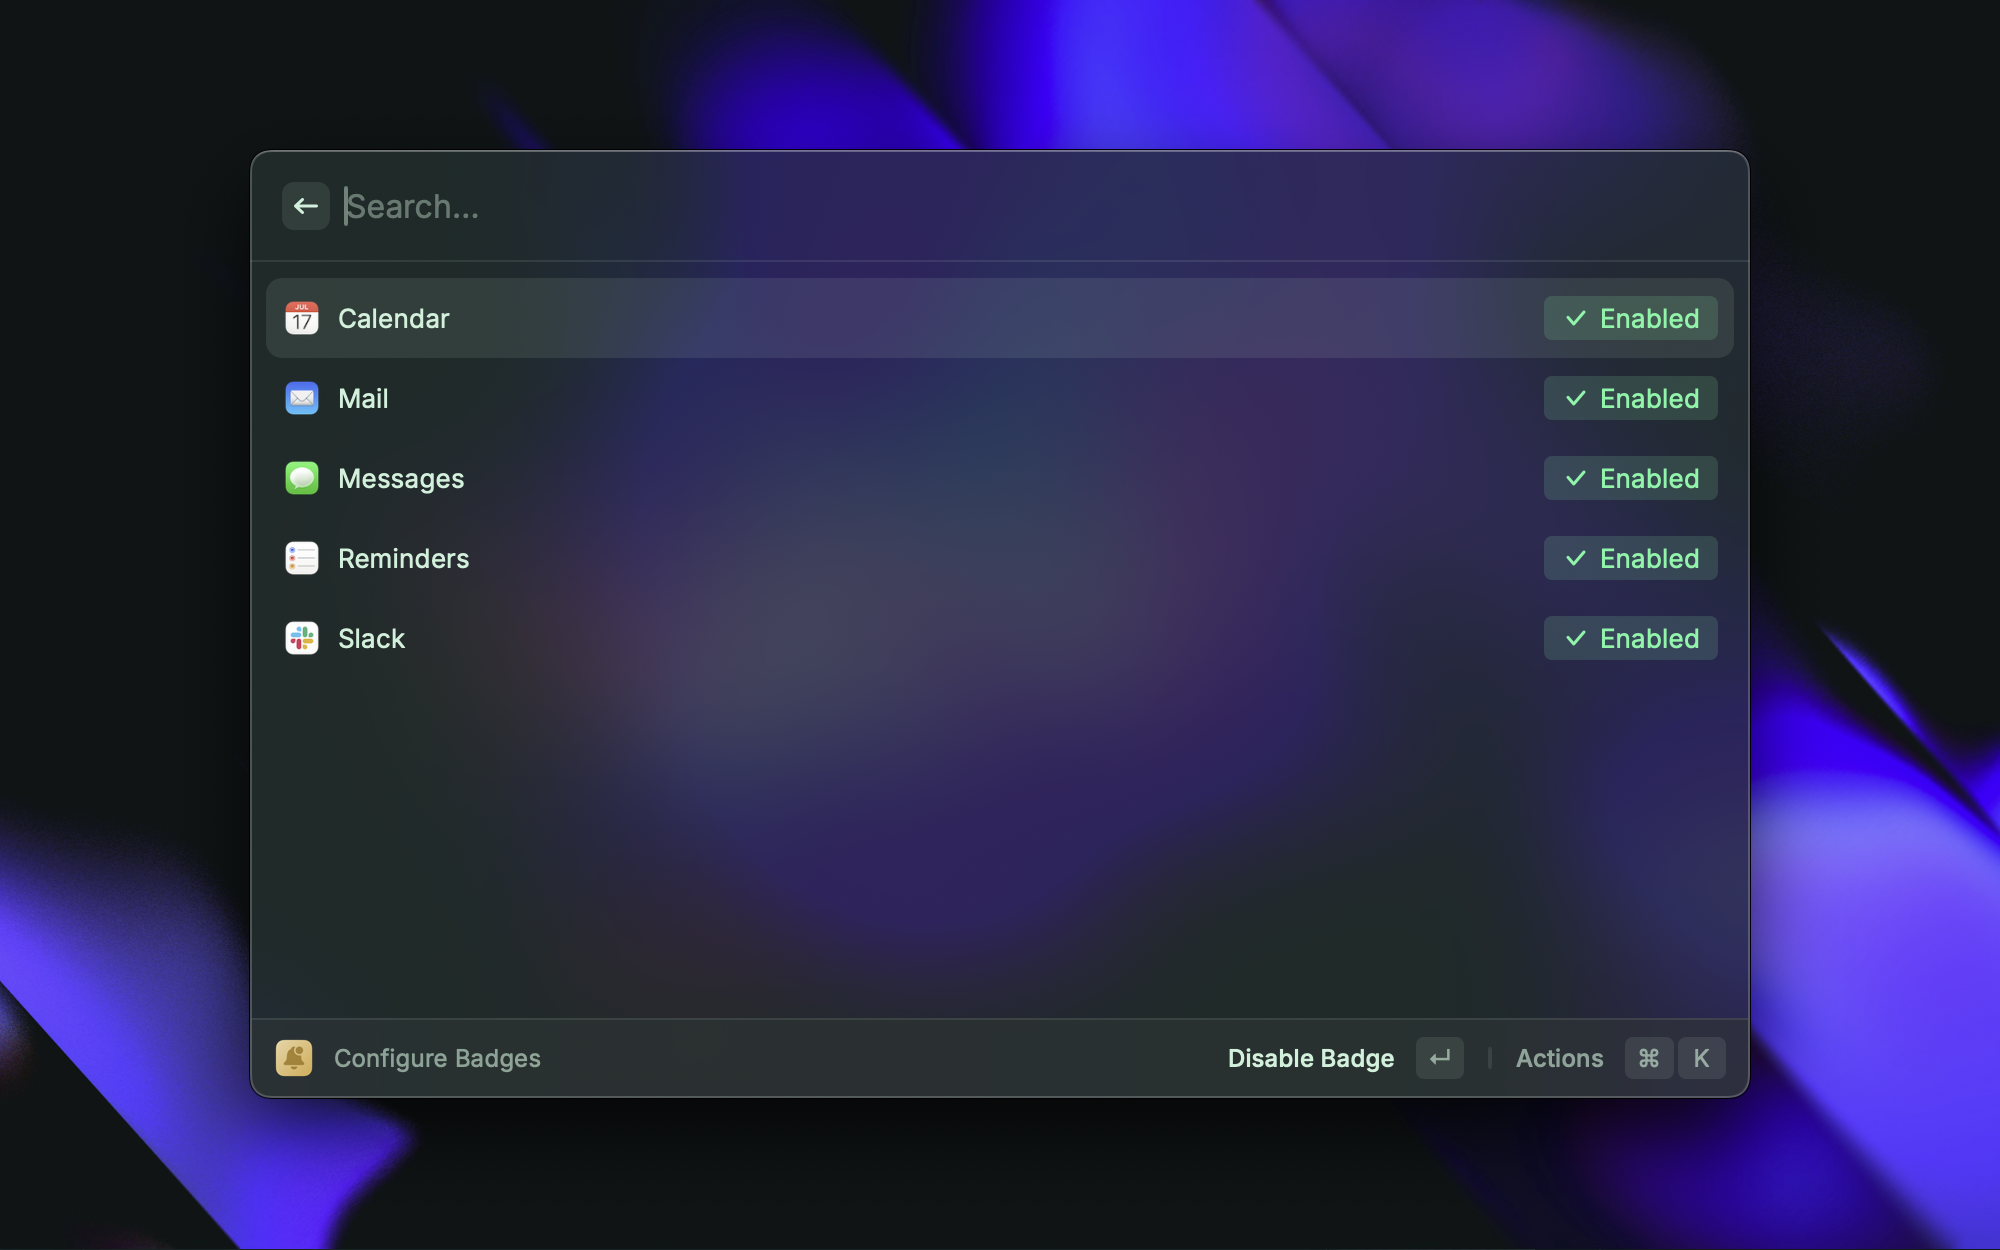 Search...
JUL
17
Calendar
Enabled
Mail
Enabled
Messages
Enabled
Reminders
Enabled
Slack
Enabled
Configure Badges
Disable Badge ↵ | Actions ⌘ K